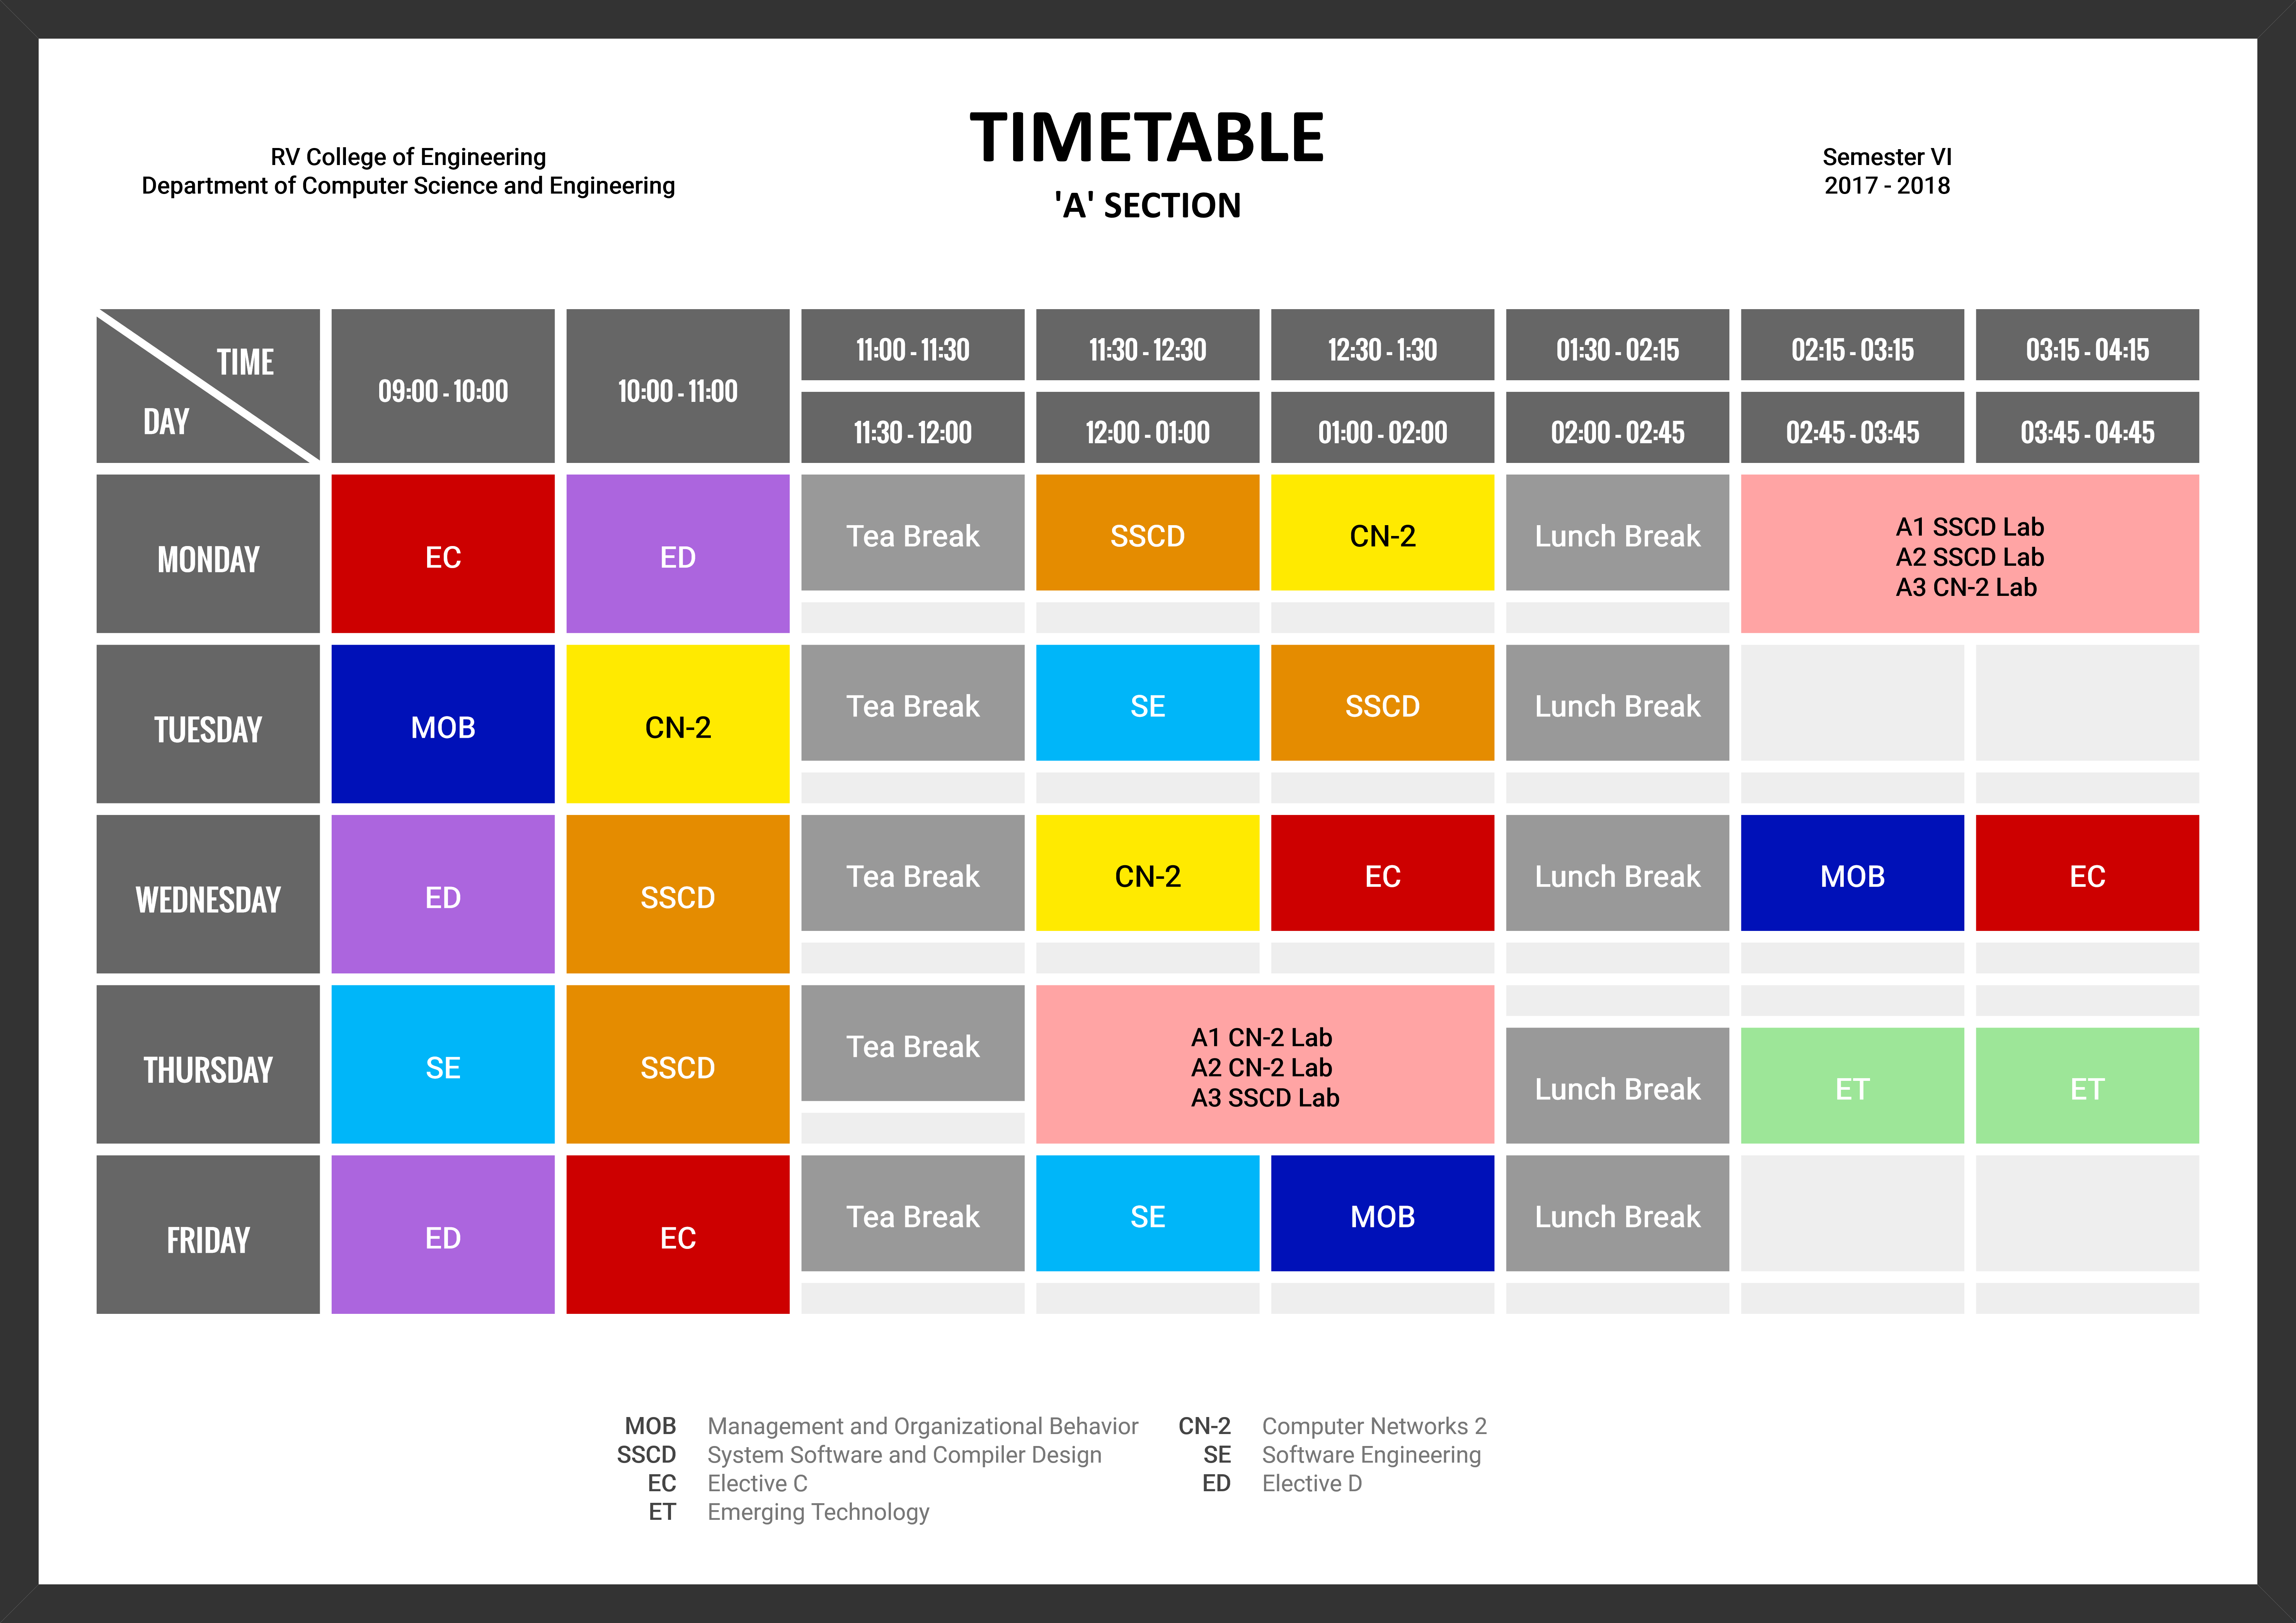 RV College of Engineering
Department of Computer Science and Engineering
TIMETABLE
'A' SECTION
Semester VI
2017 - 2018
TIME
DAY
09:00 - 10:00
10:00 - 11:00
11:00 - 11:30
11:30 - 12:30
12:30 - 1:30
01:30 - 02:15
02:15 - 03:15
03:15 - 04:15
11:30 - 12:00
12:00 - 01:00
01:00 - 02:00
02:00 - 02:45
02:45 - 03:45
03:45 - 04:45
MONDAY
EC
ED
Tea Break
SSCD
CN-2
Lunch Break
A1 SSCD Lab
A2 SSCD Lab
A3 CN-2 Lab
TUESDAY
MOB
CN-2
Tea Break
SE
SSCD
Lunch Break
WEDNESDAY
ED
SSCD
Tea Break
CN-2
EC
Lunch Break
MOB
EC
THURSDAY
SE
SSCD
Tea Break
A1 CN-2 Lab
A2 CN-2 Lab
A3 SSCD Lab
Lunch Break
ET
ET
FRIDAY
ED
EC
Tea Break
SE
MOB
Lunch Break
MOB Management and Organizational Behavior
SSCD System Software and Compiler Design
EC Elective C
ET Emerging Technology
CN-2 Computer Networks 2
SE Software Engineering
ED Elective D